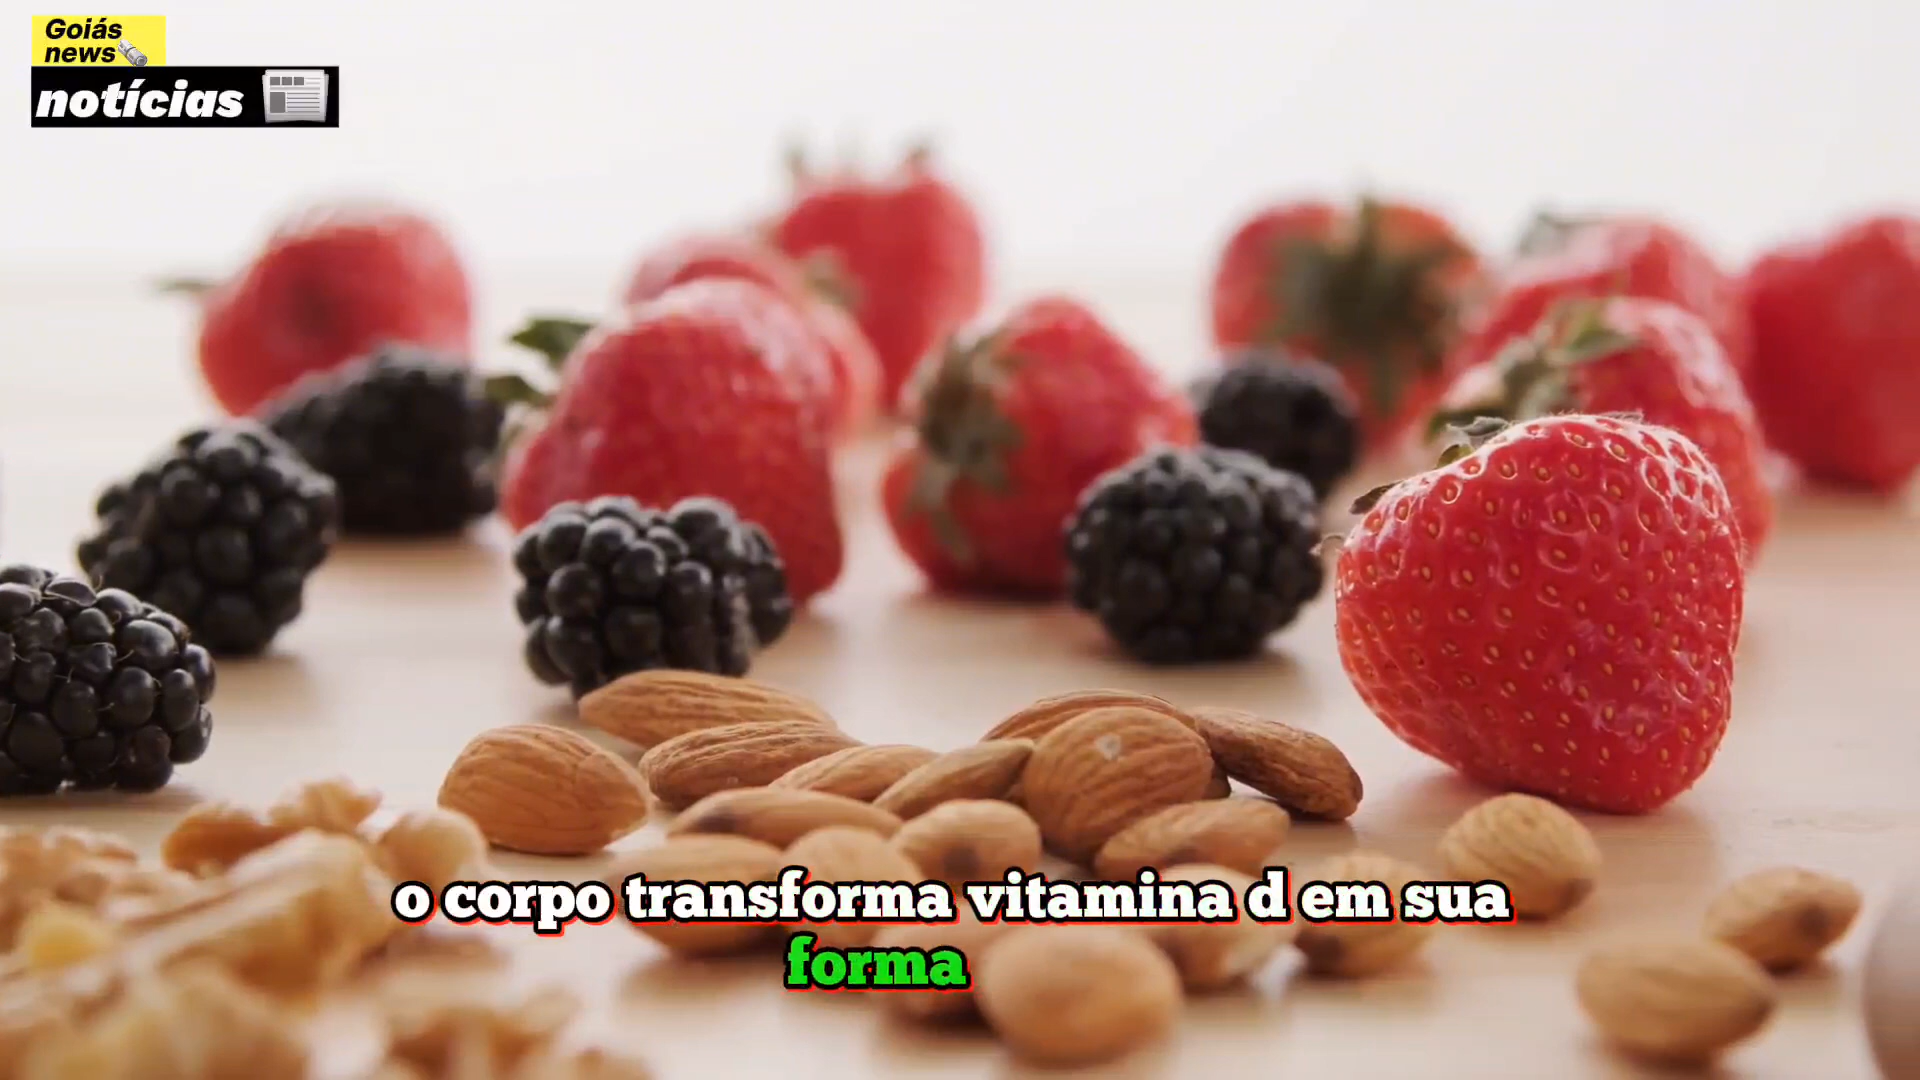 Goiás
news
notícias
o corpo transforma vitamina d em sua
forma